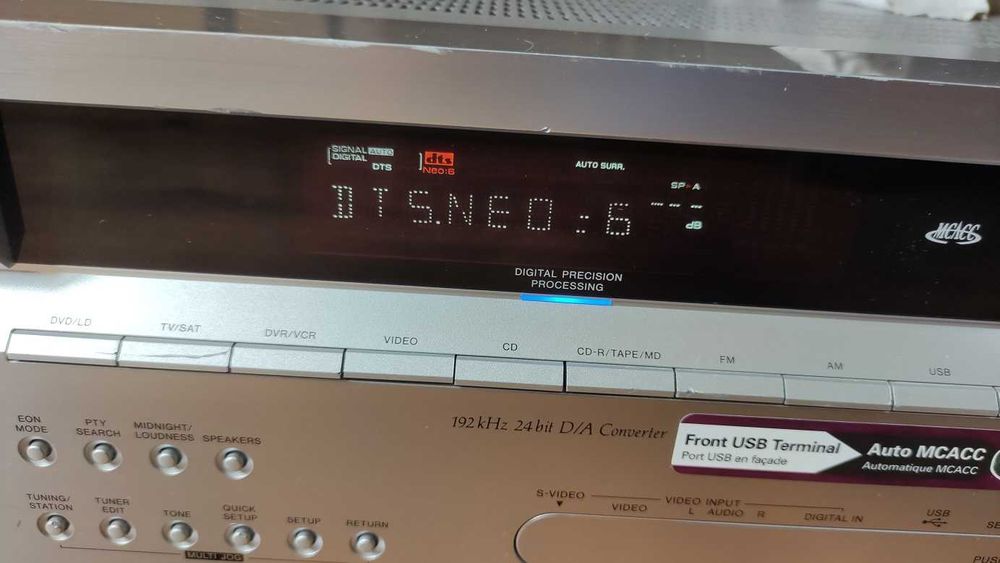 SIGNAL AUTO
DIGITAL
DTS
dts
Neo:6
AUTO SURR.
SP►A
DTS.NEO:6 ---
dB
MCACC
DIGITAL PRECISION
PROCESSING
DVD/LD TV/SAT DVR/VCR VIDEO CD CD-R/TAPE/MD FM AM USB
192kHz 24bit D/A Converter
EON
MODE
PTY
SEARCH
MIDNIGHT/
LOUDNESS
SPEAKERS
Front USB Terminal
Port USB en façade
Auto MCACC
Automatique MCACC
TUNING/
STATION
TUNER
EDIT
TONE
QUICK
SETUP
SETUP
RETURN
MULTI JOG
S-VIDEO
VIDEO INPUT
VIDEO L AUDIO R DIGITAL IN
USB